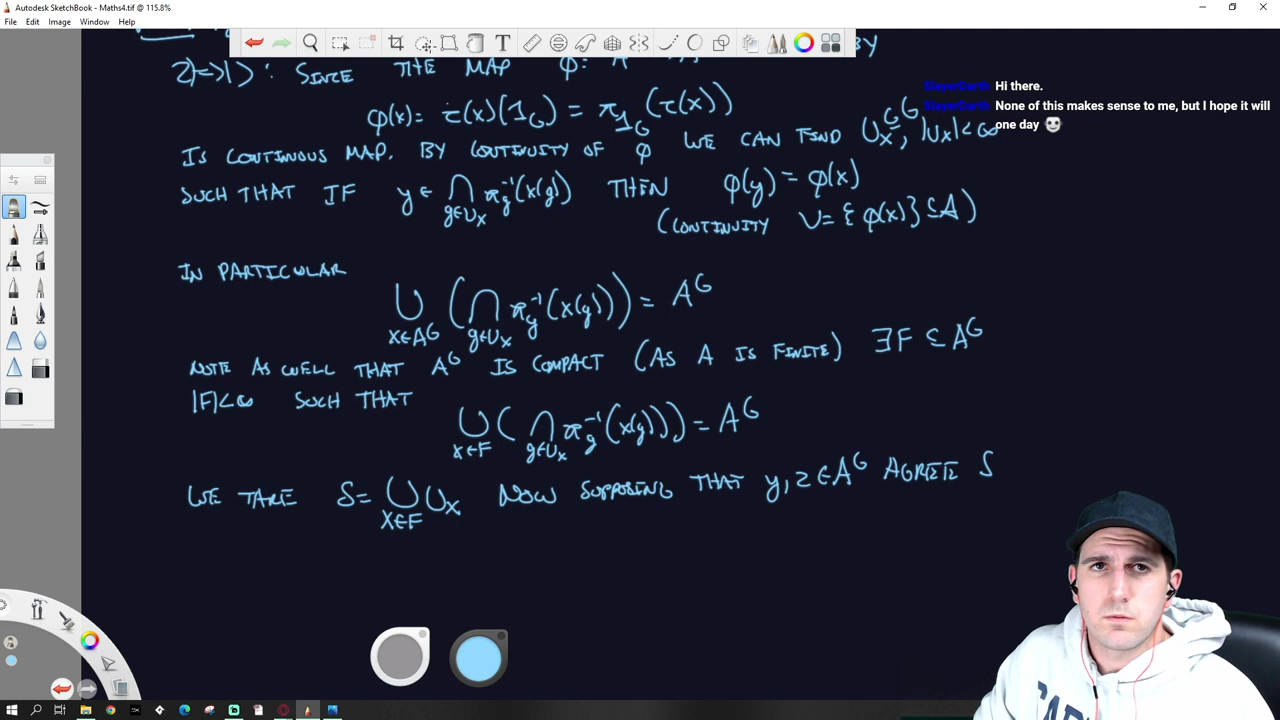 Autodesk SketchBook - Maths4.tif @ 115.8%
File Edit Image Window Help
2)=>1): SINCE THE MAP φ: A
BY
φ(x) = τ(x)(1_G) = π_{1_G}(τ(x))
IS CONTINOUS MAP. BY CONTINUITY OF φ WE CAN FIND U_x ⊆ G, |U_x| < ∞
SUCH THAT IF y ∈ ⋂_{g∈U_x} π_g^{-1}(x(g)) THEN φ(y) = φ(x)
(CONTINUITY V = {φ(x)} ⊆ A)
IN PARTICULAR
⋃_{x∈A^G} (⋂_{g∈U_x} π_g^{-1}(x(g))) = A^G
NOTE AS WELL THAT A^G IS COMPACT (AS A IS FINITE) ∃F ⊆ A^G
|F|<∞ SUCH THAT
⋃_{x∈F} (⋂_{g∈U_x} π_g^{-1}(x(g))) = A^G
WE TAKE S = ⋃_{x∈F} U_x NOW SUPPOSING THAT y, z ∈ A^G AGREE S
SlayerDarth Hi there.
SlayerDarth None of this makes sense to me, but I hope it will
one day